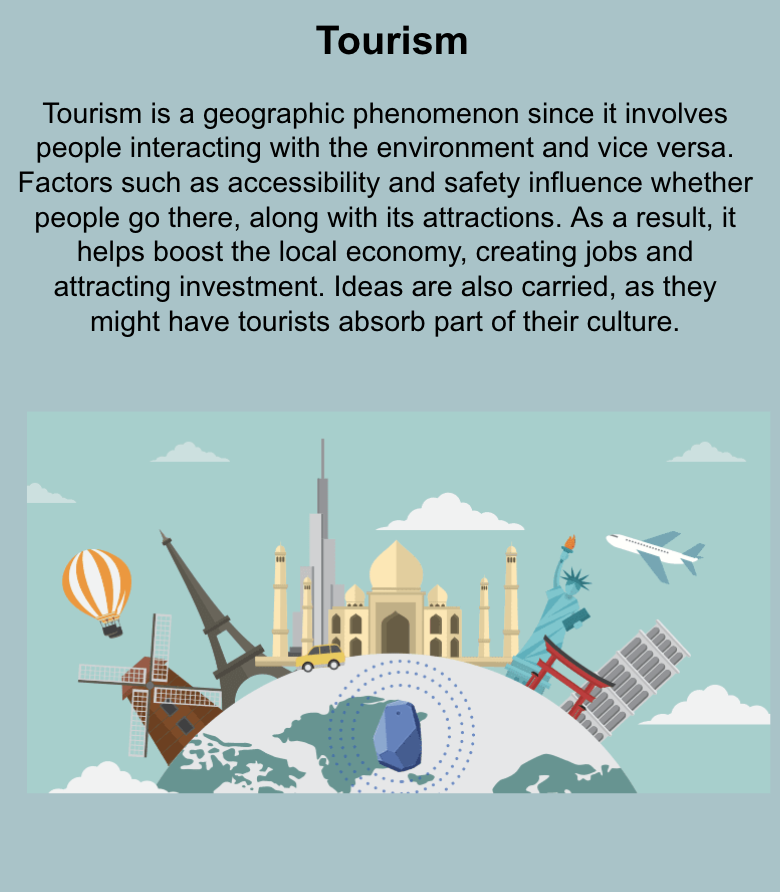 Tourism
Tourism is a geographic phenomenon since it involves
people interacting with the environment and vice versa.
Factors such as accessibility and safety influence whether
people go there, along with its attractions. As a result, it
helps boost the local economy, creating jobs and
attracting investment. Ideas are also carried, as they
might have tourists absorb part of their culture.